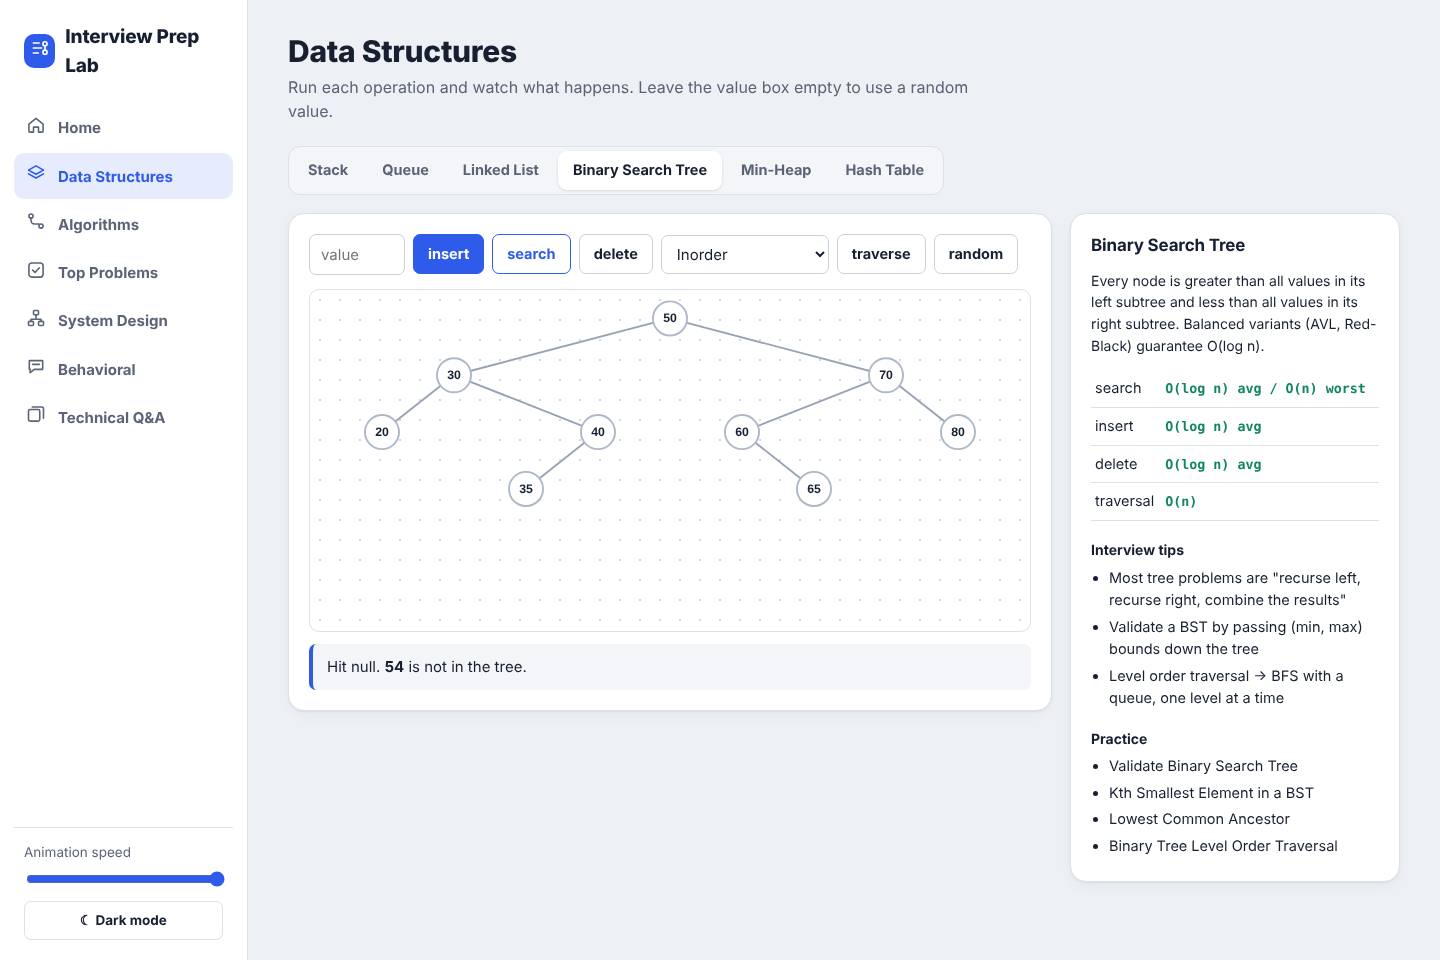 Interview Prep
Lab
Home
Data Structures
Algorithms
Top Problems
System Design
Behavioral
Technical Q&A
Animation speed
☾ Dark mode
Data Structures
Run each operation and watch what happens. Leave the value box empty to use a random
value.
Stack Queue Linked List Binary Search Tree Min-Heap Hash Table
value insert search delete Inorder traverse random
50
30 70
20 40 60 80
35 65
Hit null. 54 is not in the tree.
Binary Search Tree
Every node is greater than all values in its
left subtree and less than all values in its
right subtree. Balanced variants (AVL, Red-
Black) guarantee O(log n).
search O(log n) avg / O(n) worst
insert O(log n) avg
delete O(log n) avg
traversal O(n)
Interview tips
• Most tree problems are "recurse left,
recurse right, combine the results"
• Validate a BST by passing (min, max)
bounds down the tree
• Level order traversal → BFS with a
queue, one level at a time
Practice
• Validate Binary Search Tree
• Kth Smallest Element in a BST
• Lowest Common Ancestor
• Binary Tree Level Order Traversal